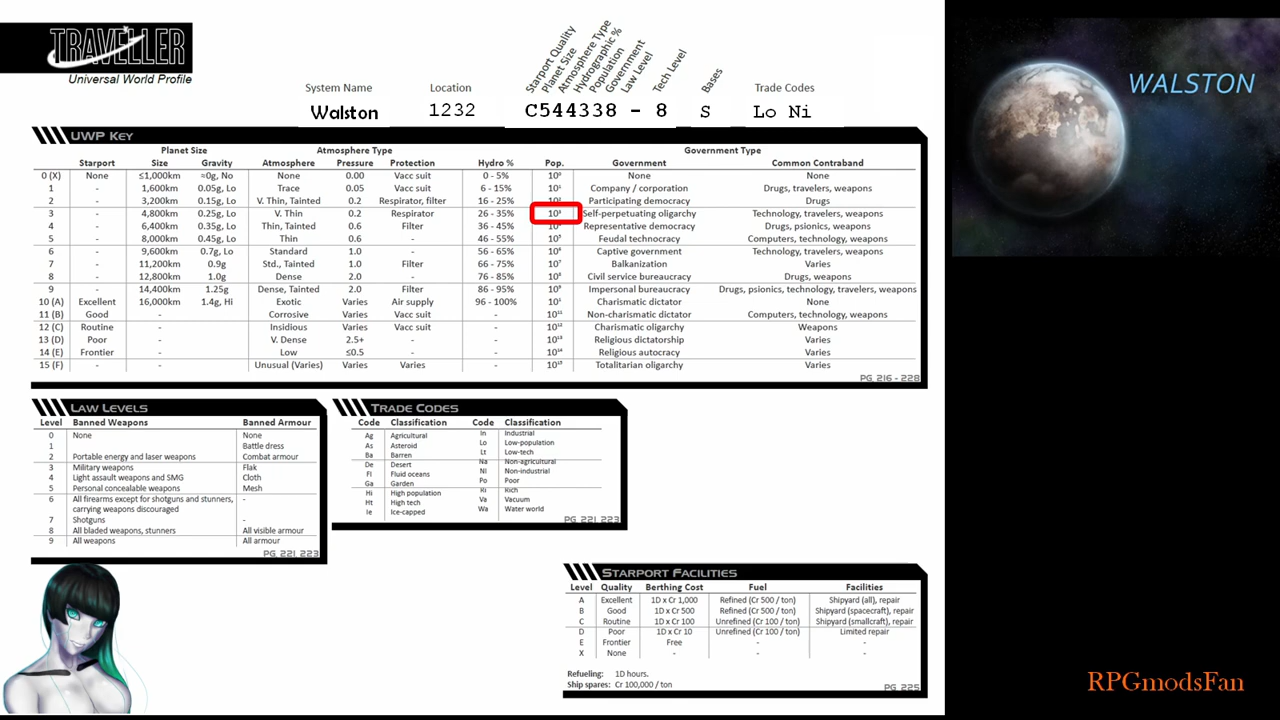 TRAVELLER
Universal World Profile
Starport Quality
Planet Size
Atmosphere Type
Hydrographic %
Population
Government
Law Level
Tech Level
Bases
System Name Location Trade Codes
Walston 1232 C544338 - 8 S Lo Ni
WALSTON
UWP Key
Planet Size Atmosphere Type Government Type
Starport Size Gravity Atmosphere Pressure Protection Hydro % Pop. Government Common Contraband
0 (X) None ≤1,000km ≈0g, No None 0.00 Vacc suit 0 - 5% 10⁰ None None
1 - 1,600km 0.05g, Lo Trace 0.05 Vacc suit 6 - 15% 10¹ Company / corporation Drugs, travelers, weapons
2 - 3,200km 0.15g, Lo V. Thin, Tainted 0.2 Respirator, filter 16 - 25% 10² Participating democracy Drugs
3 - 4,800km 0.25g, Lo V. Thin 0.2 Respirator 26 - 35% 10³ Self-perpetuating oligarchy Technology, travelers, weapons
4 - 6,400km 0.35g, Lo Thin, Tainted 0.6 Filter 36 - 45% 10⁴ Representative democracy Drugs, psionics, weapons
5 - 8,000km 0.45g, Lo Thin 0.6 - 46 - 55% 10⁵ Feudal technocracy Computers, technology, weapons
6 - 9,600km 0.7g, Lo Standard 1.0 - 56 - 65% 10⁶ Captive government Technology, travelers, weapons
7 - 11,200km 0.9g Std., Tainted 1.0 Filter 66 - 75% 10⁷ Balkanization Varies
8 - 12,800km 1.0g Dense 2.0 - 76 - 85% 10⁸ Civil service bureaucracy Drugs, weapons
9 - 14,400km 1.25g Dense, Tainted 2.0 Filter 86 - 95% 10⁹ Impersonal bureaucracy Drugs, psionics, technology, travelers, weapons
10 (A) Excellent 16,000km 1.4g, Hi Exotic Varies Air supply 96 - 100% Charismatic dictator None
11 (B) Good - Corrosive Varies Vacc suit - 10¹¹ Non-charismatic dictator Computers, technology, weapons
12 (C) Routine - Insidious Varies Vacc suit - 10¹² Charismatic oligarchy Weapons
13 (D) Poor - V. Dense 2.5+ - - 10¹³ Religious dictatorship Varies
14 (E) Frontier - Low ≤0.5 - - 10¹⁴ Religious autocracy Varies
15 (F) - - Unusual (Varies) Varies Varies - 10¹⁵ Totalitarian oligarchy Varies
PG. 216 - 228
Law Levels
Level Banned Weapons Banned Armour
0 None None
1 Battle dress
2 Portable energy and laser weapons Combat armour
3 Military weapons Flak
4 Light assault weapons and SMG Cloth
5 Personal concealable weapons Mesh
6 All firearms except for shotguns and stunners, -
carrying weapons discouraged
7 Shotguns -
8 All bladed weapons, stunners All visible armour
9 All weapons All armour
PG. 221, 223
Trade Codes
Code Classification Code Classification
Ag Agricultural In Industrial
As Asteroid Lo Low-population
Ba Barren Lt Low-tech
De Desert Na Non-agricultural
Fl Fluid oceans NI Non-industrial
Ga Garden Po Poor
Hi High population Ri Rich
Ht High tech Va Vacuum
Ie Ice-capped Wa Water world
PG. 221, 223
Starport Facilities
Level Quality Berthing Cost Fuel Facilities
A Excellent 1D x Cr 1,000 Refined (Cr 500 / ton) Shipyard (all), repair
B Good 1D x Cr 500 Refined (Cr 500 / ton) Shipyard (spacecraft), repair
C Routine 1D x Cr 100 Unrefined (Cr 100 / ton) Shipyard (smallcraft), repair
D Poor 1D x Cr 10 Unrefined (Cr 100 / ton) Limited repair
E Frontier Free - -
X None - - -
Refueling: 1D hours.
Ship spares: Cr 100,000 / ton
PG. 225
RPGmodsFan